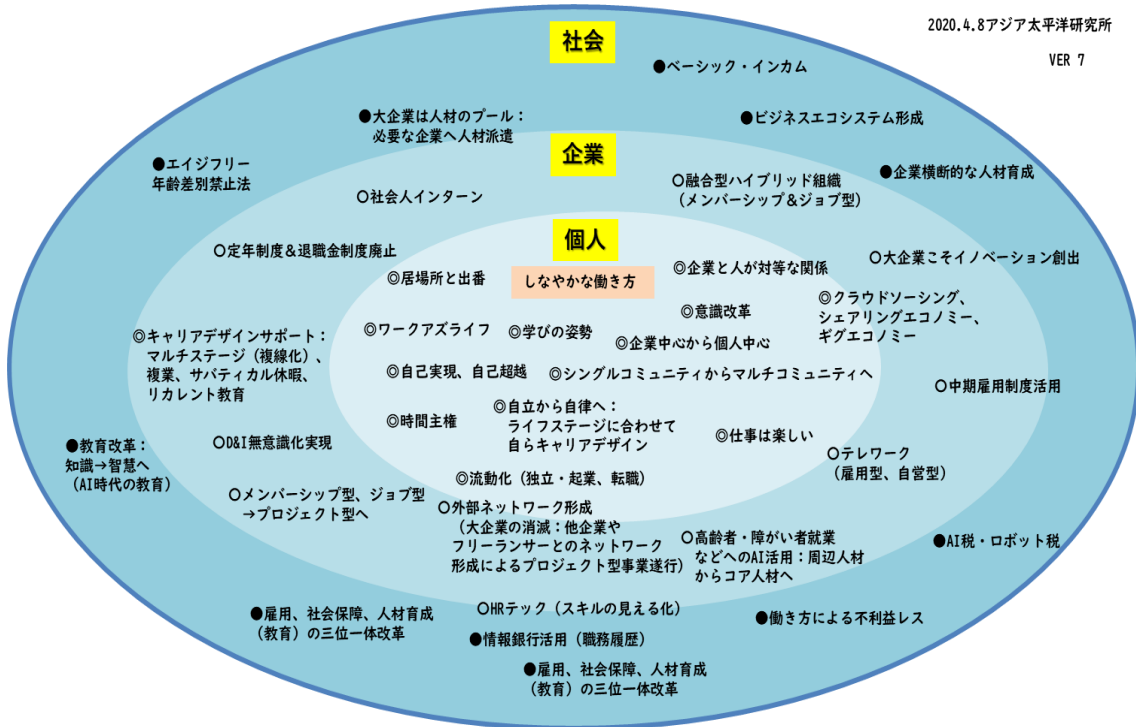 2020.4.8アジア太平洋研究所
VER 7
社会
●ベーシック・インカム
●大企業は人材のプール：
必要な企業へ人材派遣
●ビジネスエコシステム形成
●エイジフリー
年齢差別禁止法
企業
●企業横断的な人材育成
○社会人インターン
○融合型ハイブリッド組織
（メンバーシップ＆ジョブ型）
個人
○定年制度＆退職金制度廃止
○大企業こそイノベーション創出
◎居場所と出番
しなやかな働き方
◎企業と人が対等な関係
◎意識改革
◎クラウドソーシング、
シェアリングエコノミー、
ギグエコノミー
◎キャリアデザインサポート：
マルチステージ（複線化）、
複業、サバティカル休暇、
リカレント教育
◎ワークアズライフ
◎学びの姿勢
◎企業中心から個人中心
◎自己実現、自己超越
◎シングルコミュニティからマルチコミュニティへ
○中期雇用制度活用
◎時間主権
◎自立から自律へ：
ライフステージに合わせて
自らキャリアデザイン
◎仕事は楽しい
●教育改革：
知識→智慧へ
（AI時代の教育）
○D&I無意識化実現
○テレワーク
（雇用型、自営型）
◎流動化（独立・起業、転職）
○メンバーシップ型、ジョブ型
→プロジェクト型へ
○外部ネットワーク形成
（大企業の消滅：他企業や
フリーランサーとのネットワーク
形成によるプロジェクト型事業遂行）
○高齢者・障がい者就業
などへのAI活用：周辺人材
からコア人材へ
●AI税・ロボット税
●雇用、社会保障、人材育成
（教育）の三位一体改革
○HRテック（スキルの見える化）
●働き方による不利益レス
●情報銀行活用（職務履歴）
●雇用、社会保障、人材育成
（教育）の三位一体改革